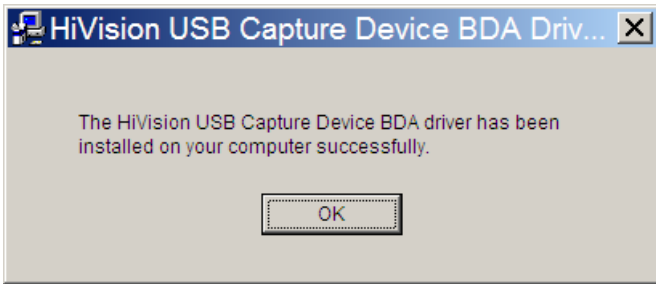 HiVision USB Capture Device BDA Driv...
The HiVision USB Capture Device BDA driver has been
installed on your computer successfully.
OK